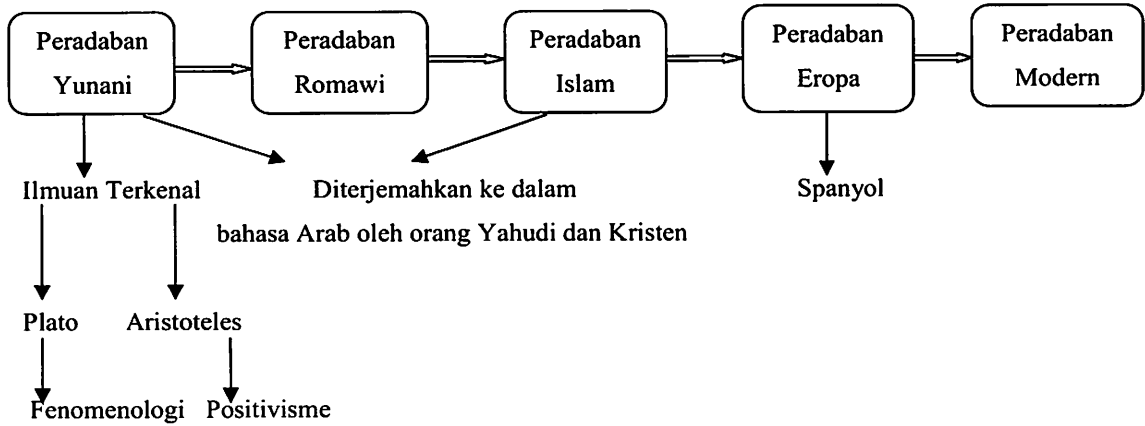 Peradaban
Yunani
Peradaban
Romawi
Peradaban
Islam
Peradaban
Eropa
Peradaban
Modern
Ilmuan Terkenal
Diterjemahkan ke dalam
bahasa Arab oleh orang Yahudi dan Kristen
Spanyol
Plato
Aristoteles
Fenomenologi
Positivisme